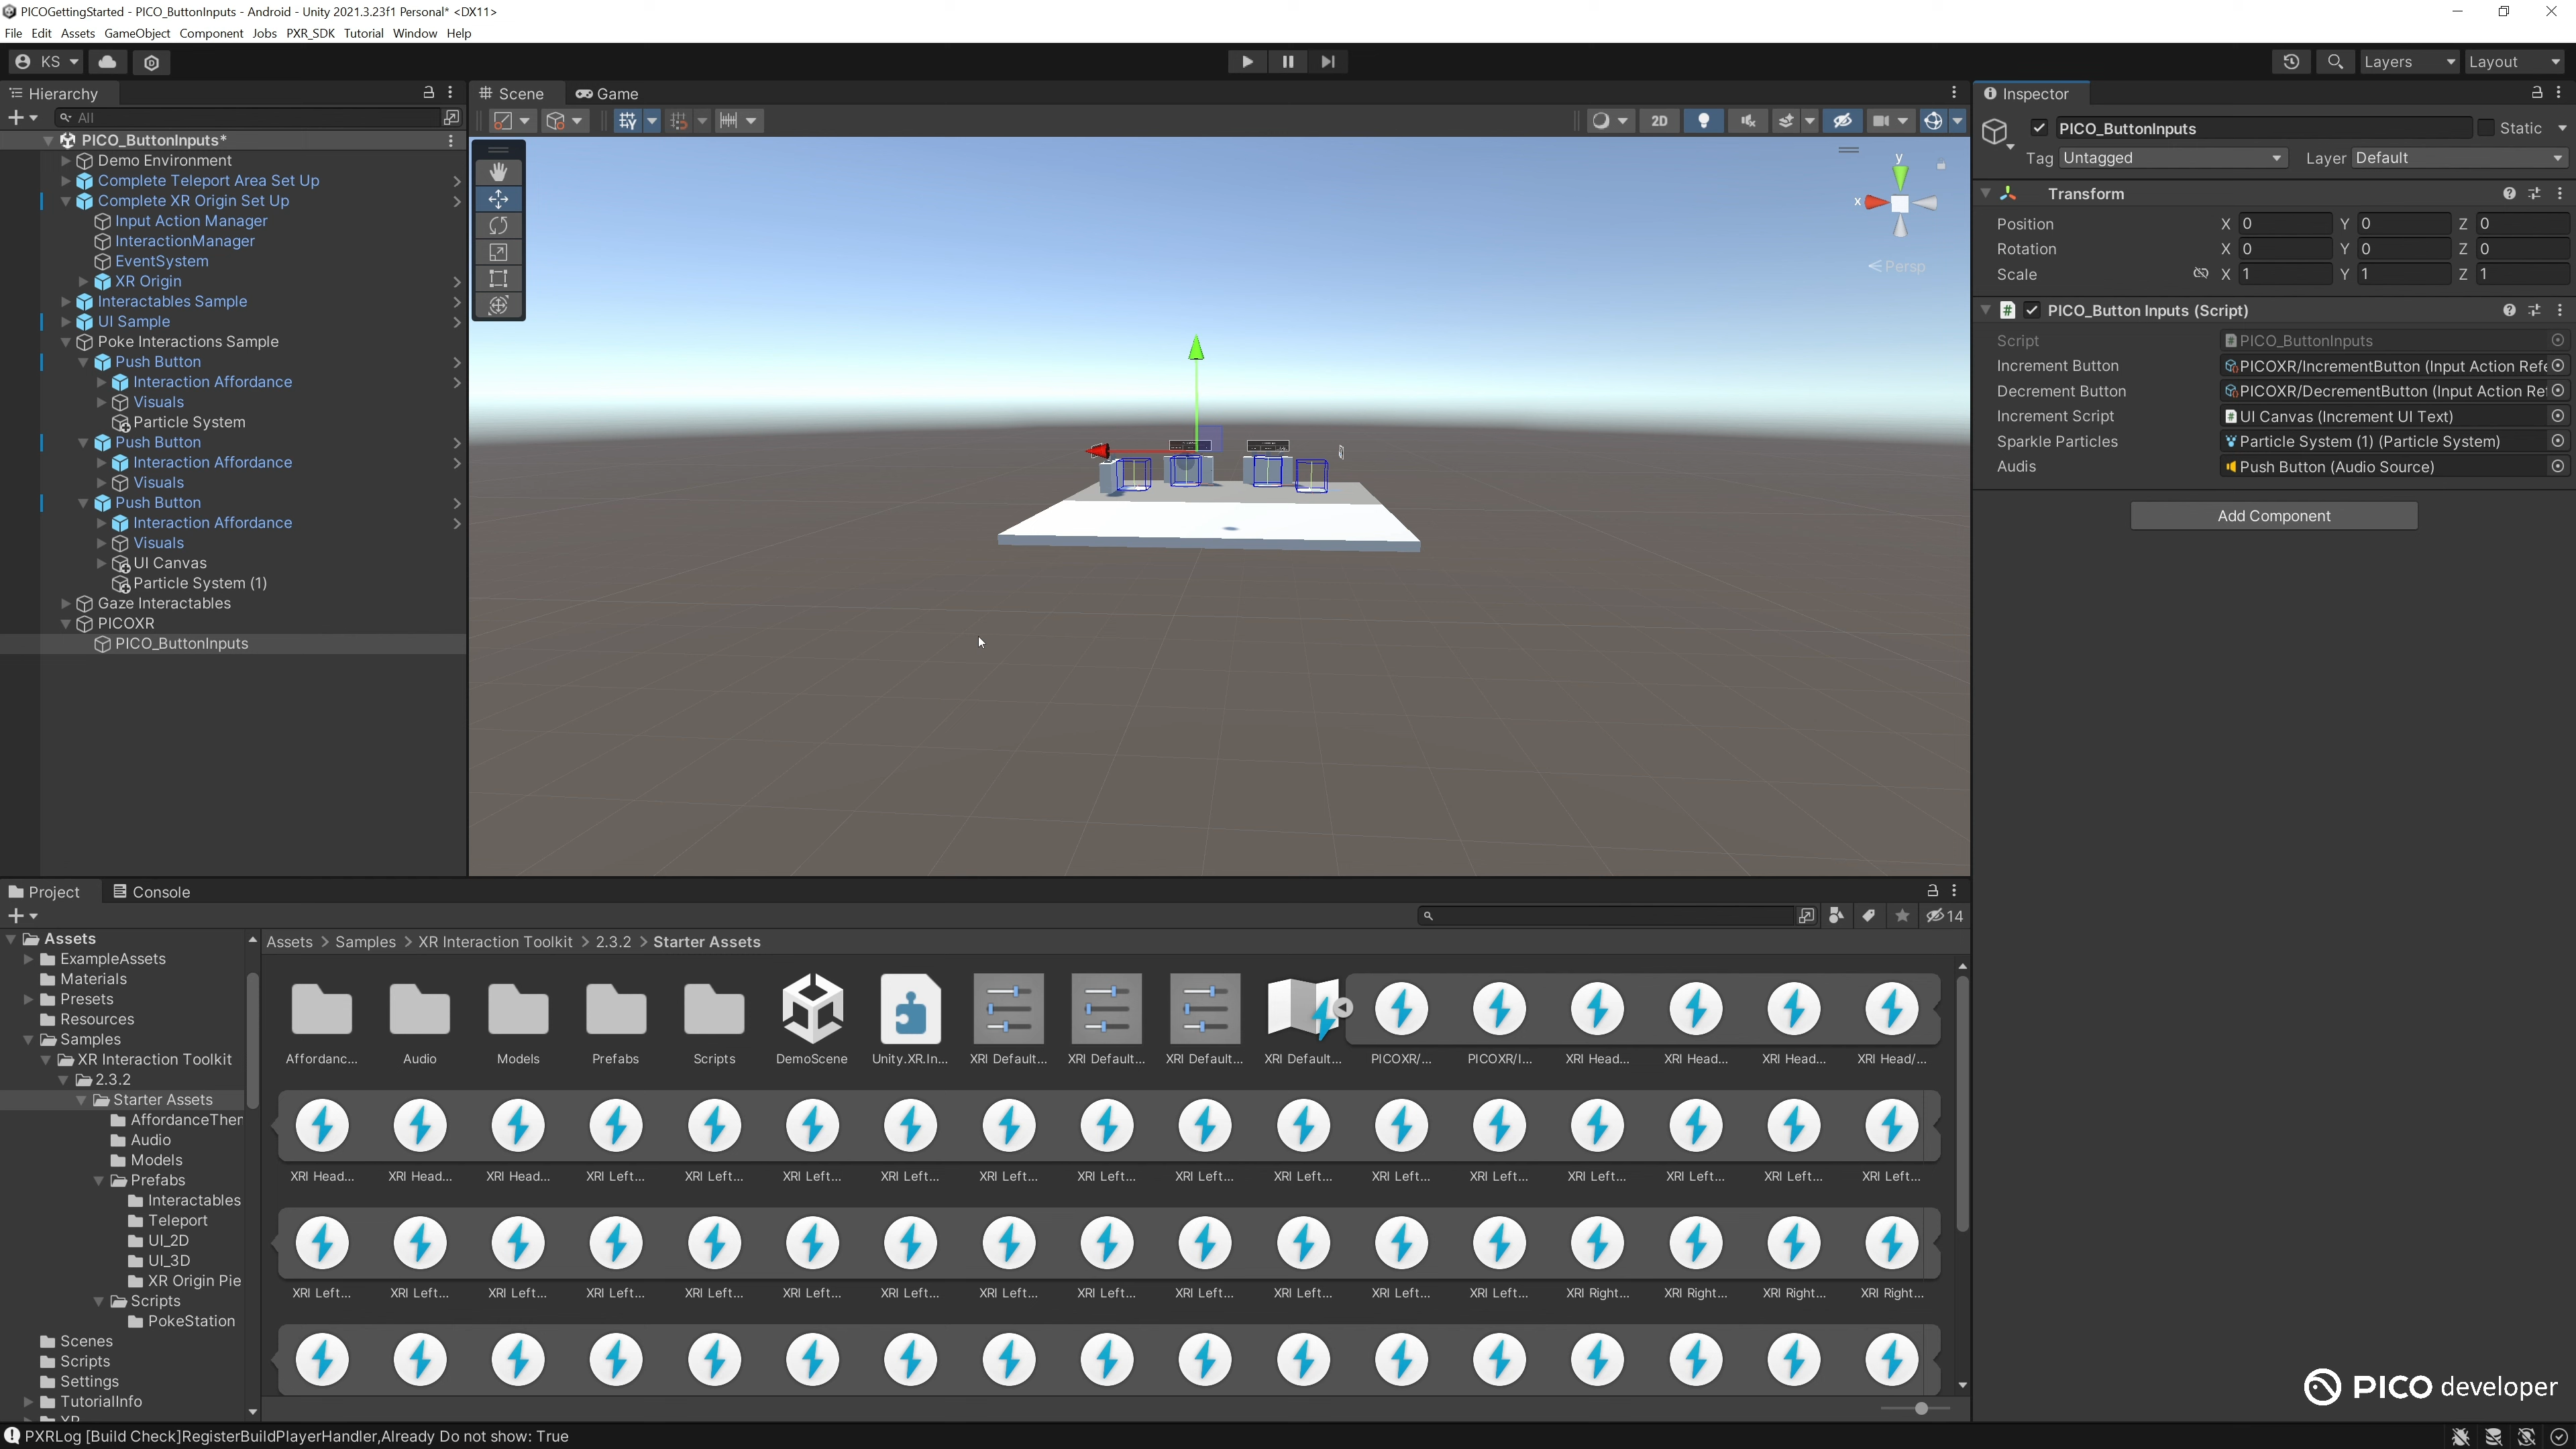 PICOGettingStarted - PICO_ButtonInputs - Android - Unity 2021.3.23f1 Personal* <DX11>
File Edit Assets GameObject Component Jobs PXR_SDK Tutorial Window Help
KS
Layers
Layout
Hierarchy
Scene
Game
Inspector
All
2D
PICO_ButtonInputs*
Demo Environment
Complete Teleport Area Set Up
Complete XR Origin Set Up
Input Action Manager
InteractionManager
EventSystem
XR Origin
Interactables Sample
UI Sample
Poke Interactions Sample
Push Button
Interaction Affordance
Visuals
Particle System
Push Button
Interaction Affordance
Visuals
Push Button
Interaction Affordance
Visuals
UI Canvas
Particle System (1)
Gaze Interactables
PICOXR
PICO_ButtonInputs
y
x
Persp
PICO_ButtonInputs
Static
Tag Untagged
Layer Default
Transform
Position X 0 Y 0 Z 0
Rotation X 0 Y 0 Z 0
Scale X 1 Y 1 Z 1
PICO_Button Inputs (Script)
Script PICO_ButtonInputs
Increment Button PICOXR/IncrementButton (Input Action Refe
Decrement Button PICOXR/DecrementButton (Input Action Re
Increment Script UI Canvas (Increment UI Text)
Sparkle Particles Particle System (1) (Particle System)
Audis Push Button (Audio Source)
Add Component
Project
Console
14
Assets
ExampleAssets
Materials
Presets
Resources
Samples
XR Interaction Toolkit
2.3.2
Starter Assets
AffordanceTher
Audio
Models
Prefabs
Interactables
Teleport
UI_2D
UI_3D
XR Origin Pie
Scripts
PokeStation
Scenes
Scripts
Settings
TutorialInfo
XR
Assets > Samples > XR Interaction Toolkit > 2.3.2 > Starter Assets
Affordanc... Audio Models Prefabs Scripts DemoScene Unity.XR.In... XRI Default... XRI Default... XRI Default... XRI Default... PICOXR/... PICOXR/I... XRI Head... XRI Head... XRI Head... XRI Head/...
XRI Head... XRI Head... XRI Head... XRI Left... XRI Left... XRI Left... XRI Left... XRI Left... XRI Left... XRI Left... XRI Left... XRI Left... XRI Left... XRI Left... XRI Left... XRI Left... XRI Left...
XRI Left... XRI Left... XRI Left... XRI Left... XRI Left... XRI Left... XRI Left... XRI Left... XRI Left... XRI Left... XRI Left... XRI Left... XRI Left... XRI Right... XRI Right... XRI Right... XRI Right...
PICO developer
PXRLog [Build Check]RegisterBuildPlayerHandler,Already Do not show: True